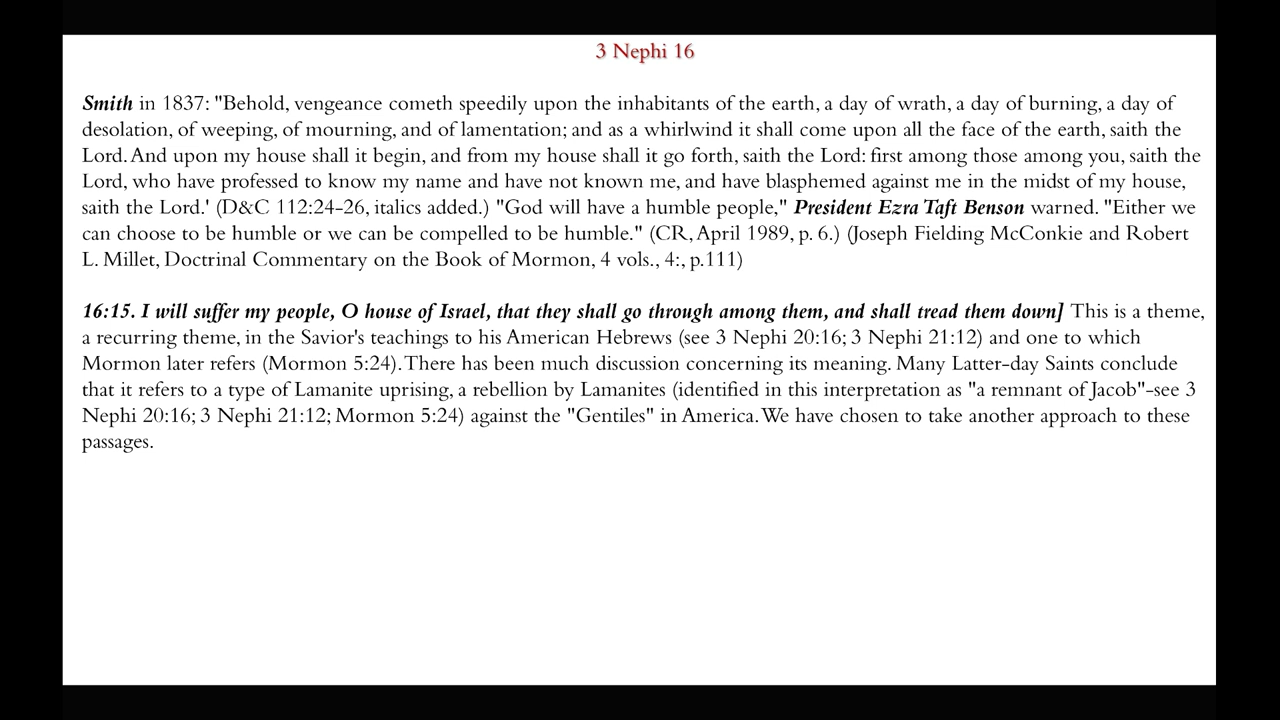 3 Nephi 16
Smith in 1837: "Behold, vengeance cometh speedily upon the inhabitants of the earth, a day of wrath, a day of burning, a day of
desolation, of weeping, of mourning, and of lamentation; and as a whirlwind it shall come upon all the face of the earth, saith the
Lord. And upon my house shall it begin, and from my house shall it go forth, saith the Lord: first among those among you, saith the
Lord, who have professed to know my name and have not known me, and have blasphemed against me in the midst of my house,
saith the Lord.' (D&C 112:24-26, italics added.) "God will have a humble people," President Ezra Taft Benson warned. "Either we
can choose to be humble or we can be compelled to be humble." (CR, April 1989, p. 6.) (Joseph Fielding McConkie and Robert
L. Millet, Doctrinal Commentary on the Book of Mormon, 4 vols., 4:, p.111)
16:15. I will suffer my people, O house of Israel, that they shall go through among them, and shall tread them down] This is a theme,
a recurring theme, in the Savior's teachings to his American Hebrews (see 3 Nephi 20:16; 3 Nephi 21:12) and one to which
Mormon later refers (Mormon 5:24). There has been much discussion concerning its meaning. Many Latter-day Saints conclude
that it refers to a type of Lamanite uprising, a rebellion by Lamanites (identified in this interpretation as "a remnant of Jacob"-see 3
Nephi 20:16; 3 Nephi 21:12; Mormon 5:24) against the "Gentiles" in America. We have chosen to take another approach to these
passages.